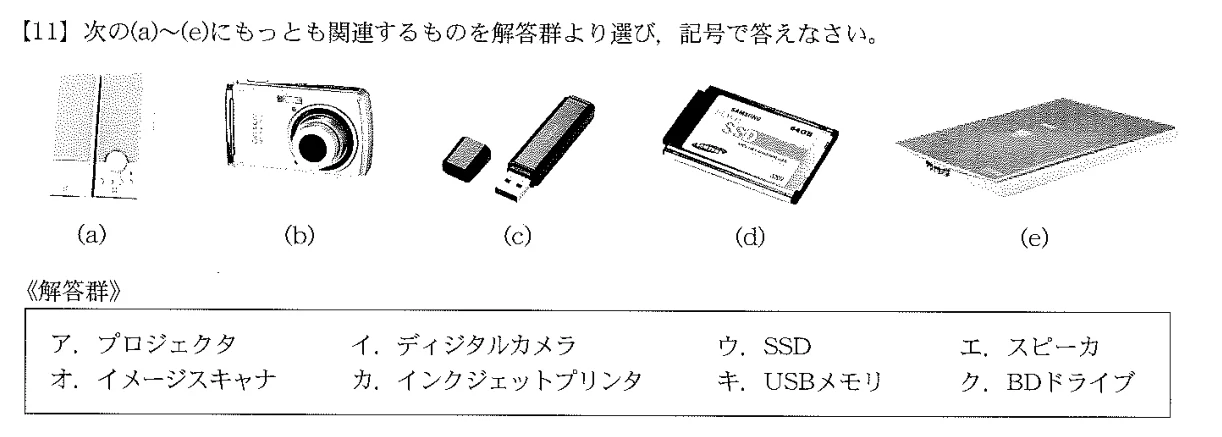 【11】 次の(a)~(e)にもっとも関連するものを解答群より選び，記号で答えなさい。
SAMSUNG
SSD
64GB
(a) (b) (c) (d) (e)
《解答群》
ア．プロジェクタ イ．ディジタルカメラ ウ．SSD エ．スピーカ
オ．イメージスキャナ カ．インクジェットプリンタ キ．USBメモリ ク．BDドライブ